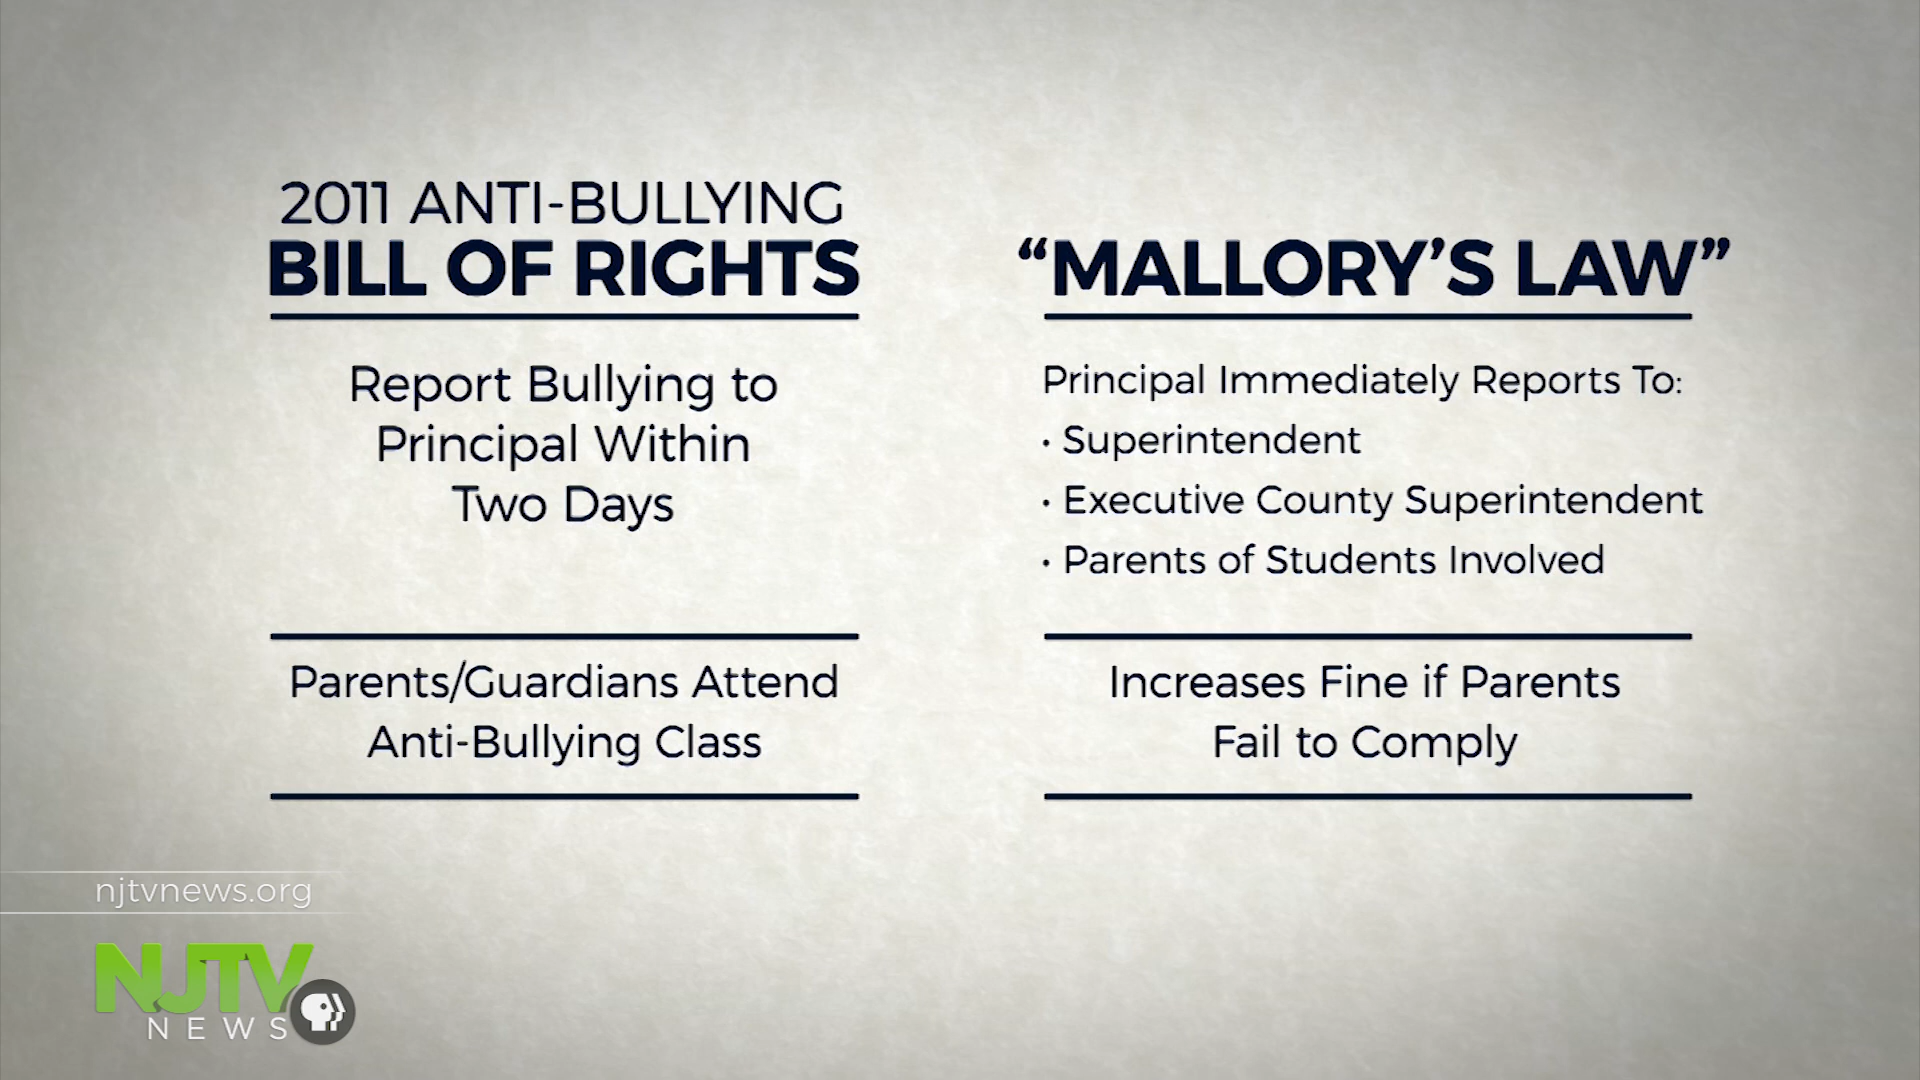 2011 ANTI-BULLYING
BILL OF RIGHTS
Report Bullying to
Principal Within
Two Days
Parents/Guardians Attend
Anti-Bullying Class
“MALLORY’S LAW”
Principal Immediately Reports To:
• Superintendent
• Executive County Superintendent
• Parents of Students Involved
Increases Fine if Parents
Fail to Comply
njtvnews.org
NJTV
NEWS